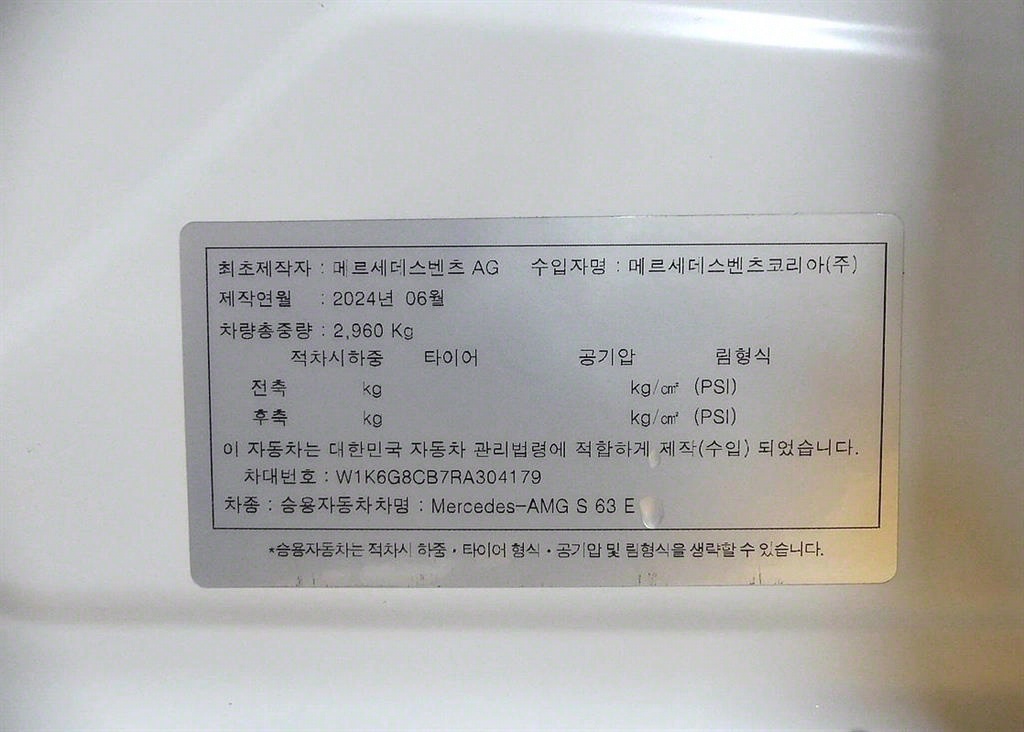 최초제작자 : 메르세데스벤츠 AG 수입자명 : 메르세데스벤츠코리아(주)
제작연월 : 2024년 06월
차량총중량 : 2,960 Kg
적차시하중 타이어 공기압 림형식
전축 kg kg/㎠ (PSI)
후축 kg kg/㎠ (PSI)
이 자동차는 대한민국 자동차 관리법령에 적합하게 제작(수입) 되었습니다.
차대번호 : W1K6G8CB7RA304179
차종 : 승용자동차차명 : Mercedes-AMG S 63 E
*승용자동차는 적차시 하중・타이어 형식・공기압 및 림형식을 생략할 수 있습니다.